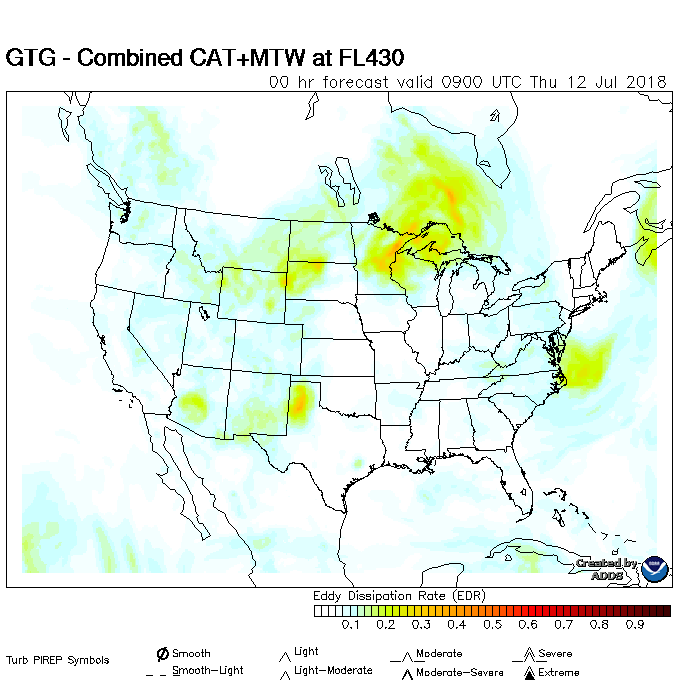 GTG - Combined CAT+MTW at FL430
00 hr forecast valid 0900 UTC Thu 12 Jul 2018
Created by
ADDS
Eddy Dissipation Rate (EDR)
0.1 0.2 0.3 0.4 0.5 0.6 0.7 0.8 0.9
Turb PIREP Symbols
Smooth Light Moderate Severe
Smooth-Light Light-Moderate Moderate-Severe Extreme